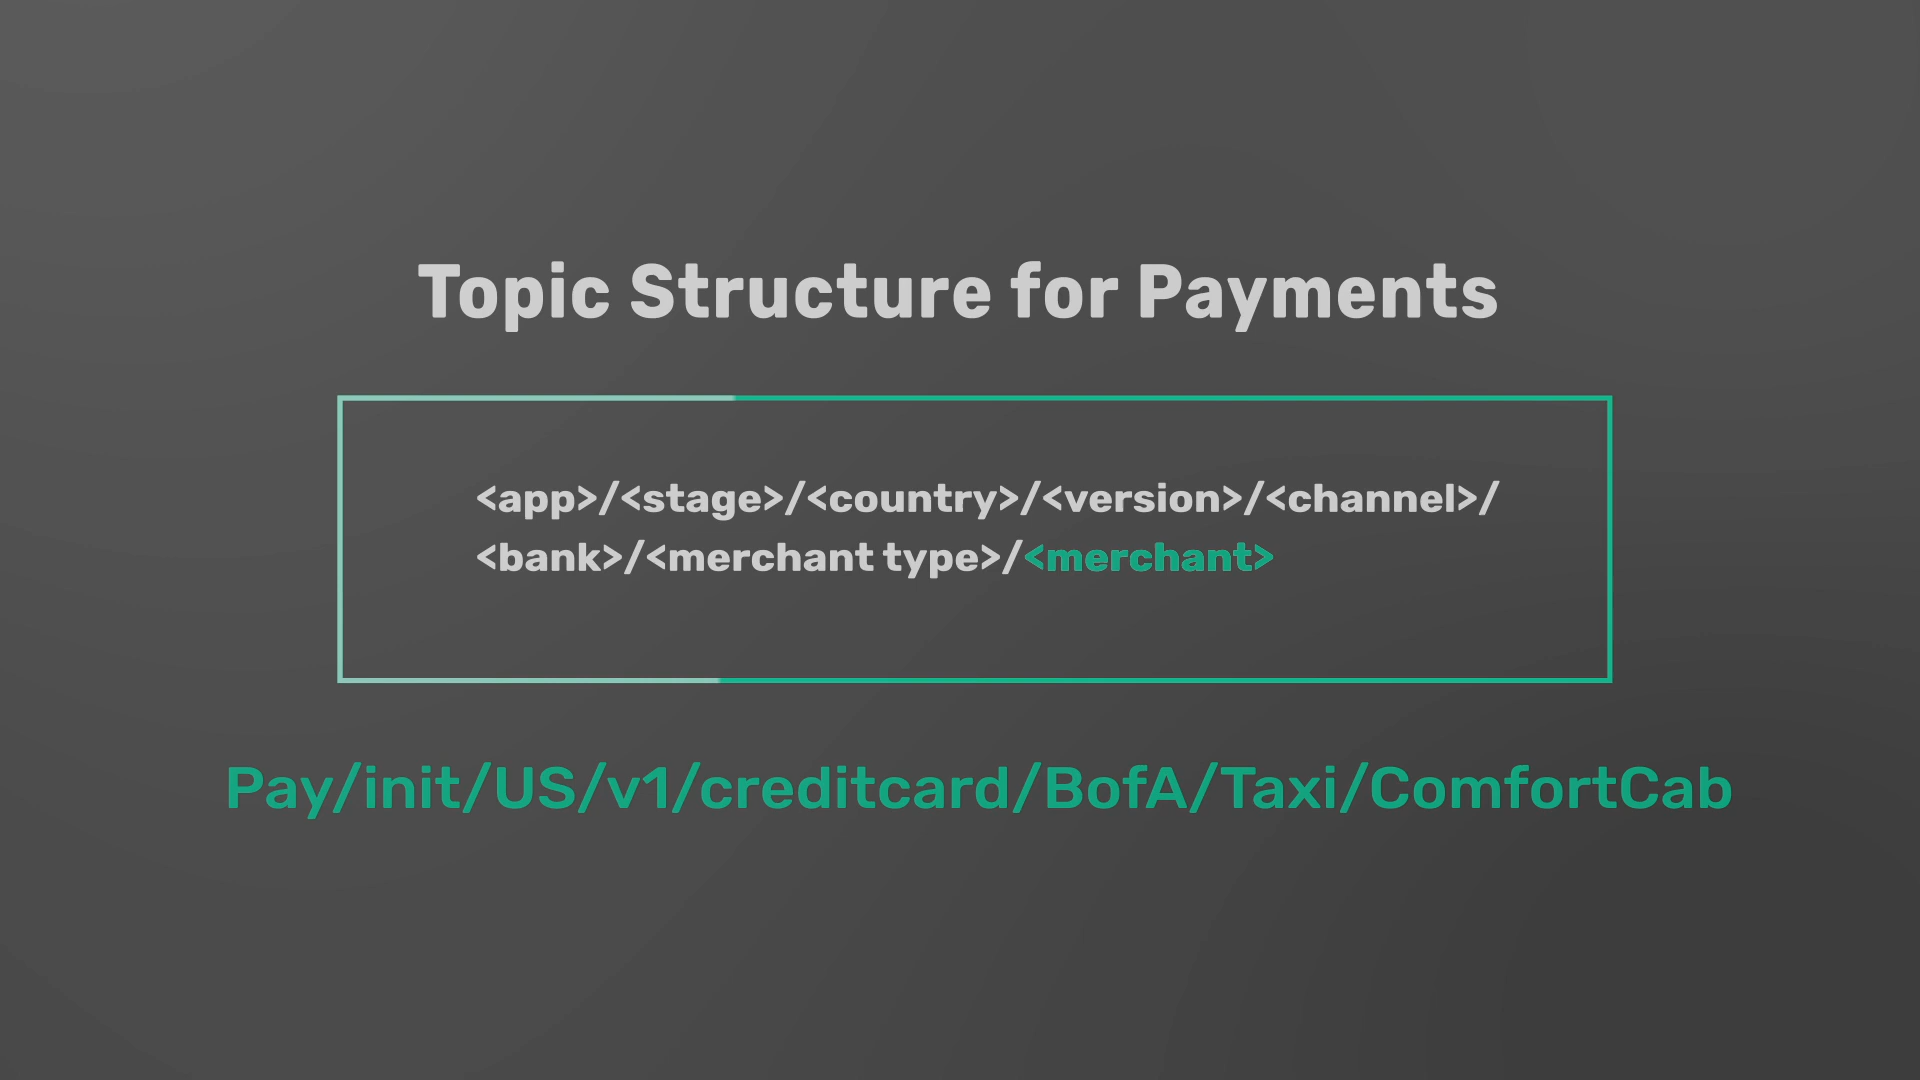 Topic Structure for Payments
<app>/<stage>/<country>/<version>/<channel>/
<bank>/<merchant type>/<merchant>
Pay/init/US/v1/creditcard/BofA/Taxi/ComfortCab